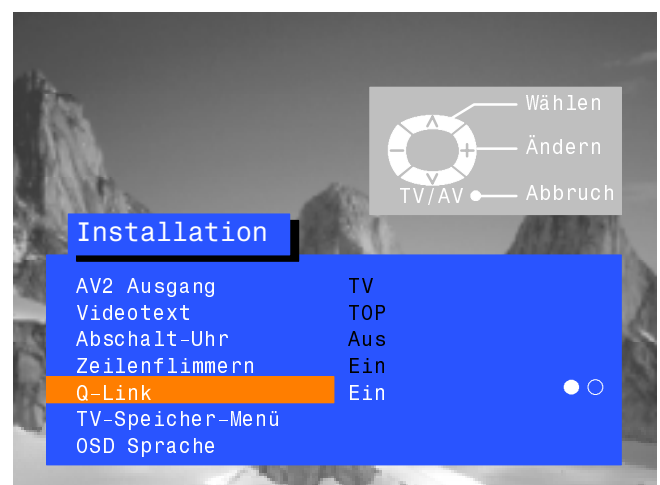 Wählen
Ändern
TV/AV Abbruch
Installation
AV2 Ausgang TV
Videotext TOP
Abschalt-Uhr Aus
Zeilenflimmern Ein
Q-Link Ein
TV-Speicher-Menü
OSD Sprache